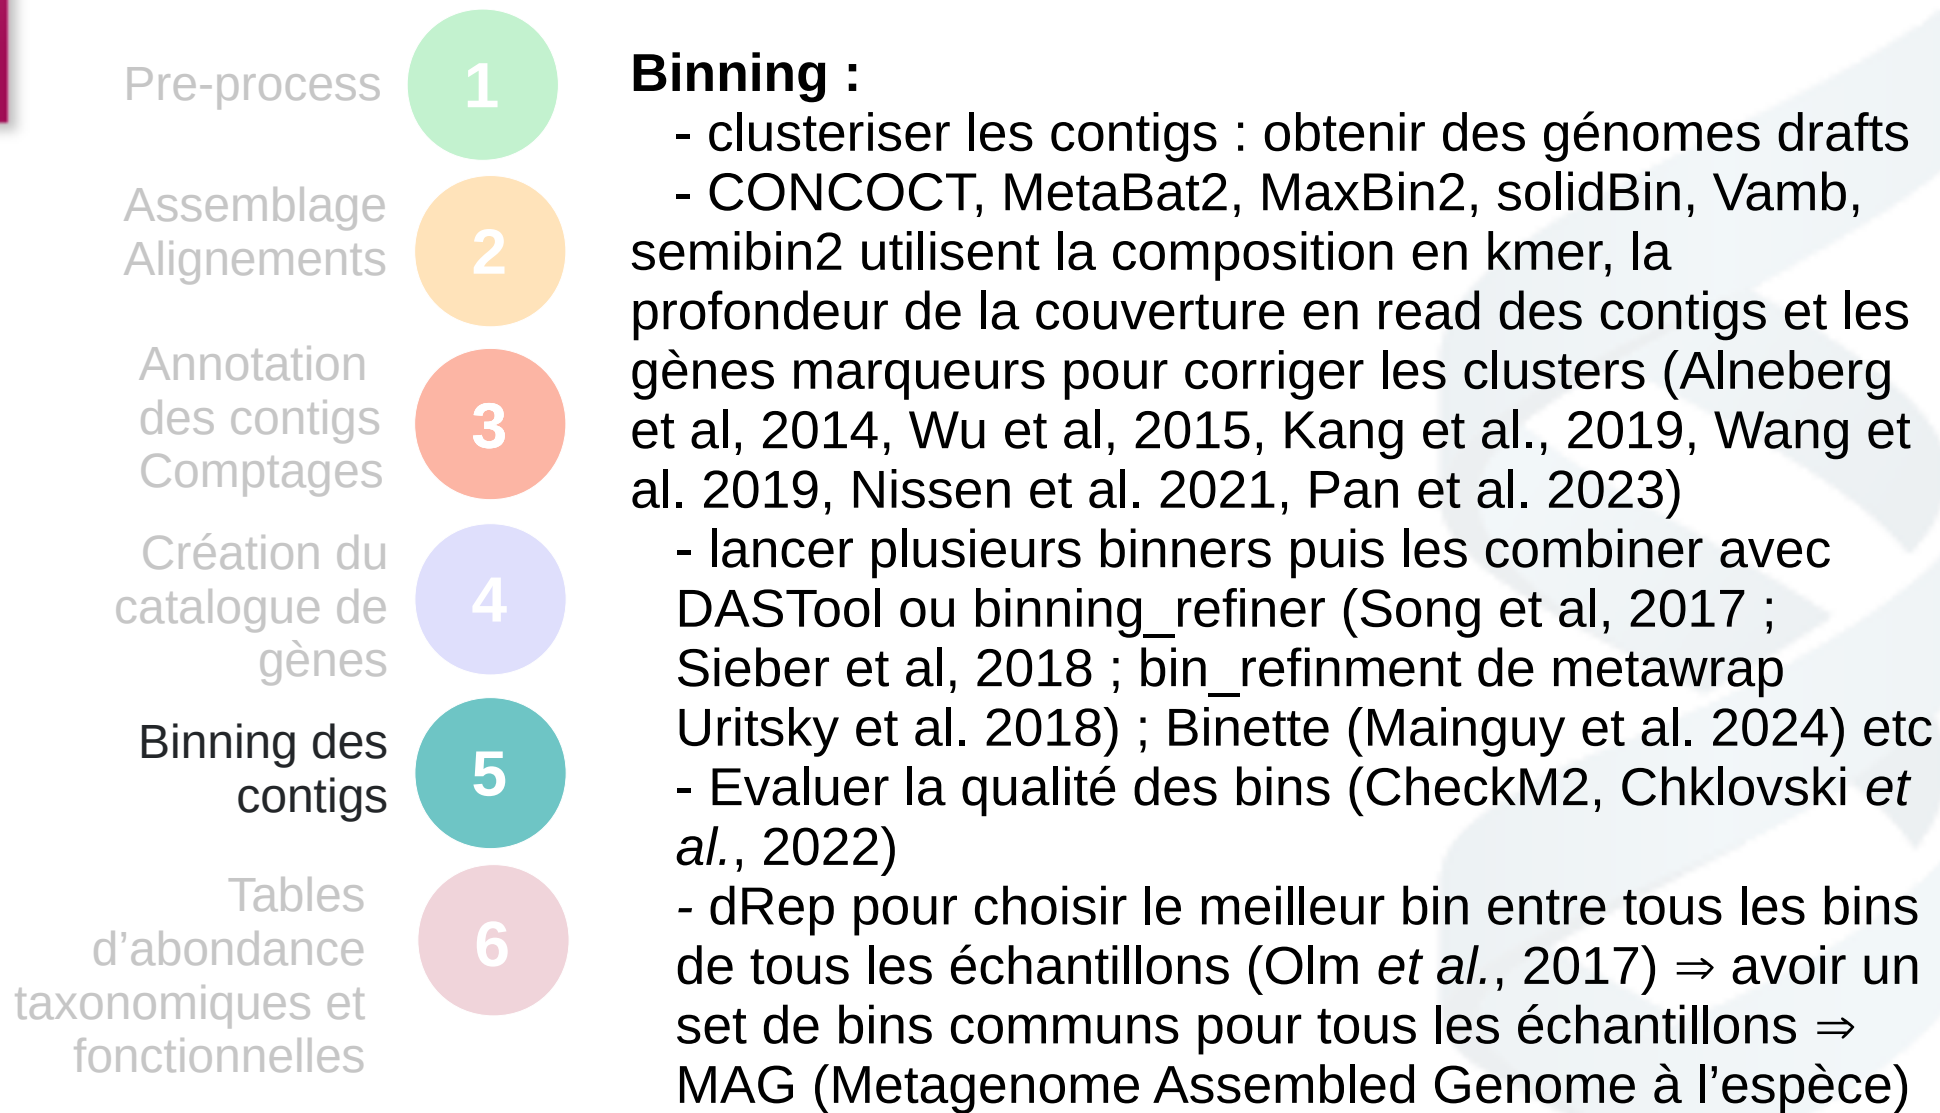 Pre-process
1
Assemblage
Alignements
2
Annotation
des contigs
Comptages
3
Création du
catalogue de
gènes
4
Binning des
contigs
5
Tables
d’abondance
taxonomiques et
fonctionnelles
6
Binning :
- clusteriser les contigs : obtenir des génomes drafts
- CONCOCT, MetaBat2, MaxBin2, solidBin, Vamb,
semibin2 utilisent la composition en kmer, la
profondeur de la couverture en read des contigs et les
gènes marqueurs pour corriger les clusters (Alneberg
et al, 2014, Wu et al, 2015, Kang et al., 2019, Wang et
al. 2019, Nissen et al. 2021, Pan et al. 2023)
- lancer plusieurs binners puis les combiner avec
DASTool ou binning_refiner (Song et al, 2017 ;
Sieber et al, 2018 ; bin_refinment de metawrap
Uritsky et al. 2018) ; Binette (Mainguy et al. 2024) etc
- Evaluer la qualité des bins (CheckM2, Chklovski et
al., 2022)
- dRep pour choisir le meilleur bin entre tous les bins
de tous les échantillons (Olm et al., 2017) ⇒ avoir un
set de bins communs pour tous les échantillons ⇒
MAG (Metagenome Assembled Genome à l’espèce)